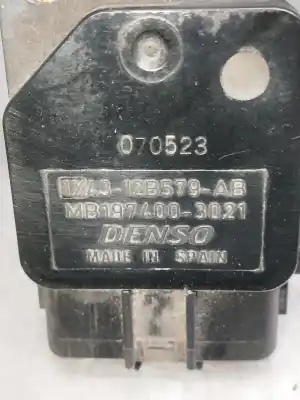 070523
1X43-12B579-AB
MB197400-3021
DENSO
MADE IN SPAIN